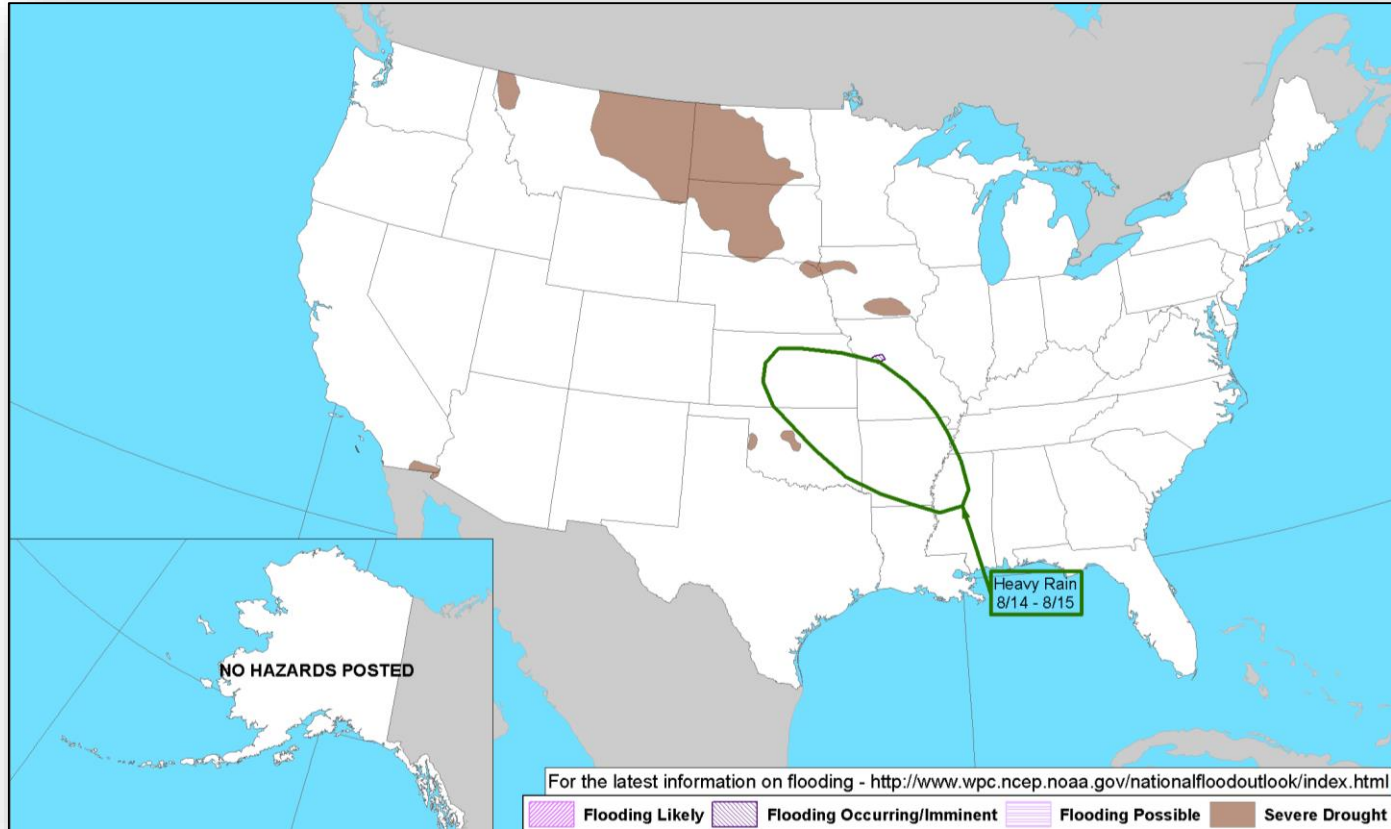 Heavy Rain
8/14 - 8/15
NO HAZARDS POSTED
For the latest information on flooding - http://www.wpc.ncep.noaa.gov/nationalfloodoutlook/index.html
Flooding Likely Flooding Occurring/Imminent Flooding Possible Severe Drought